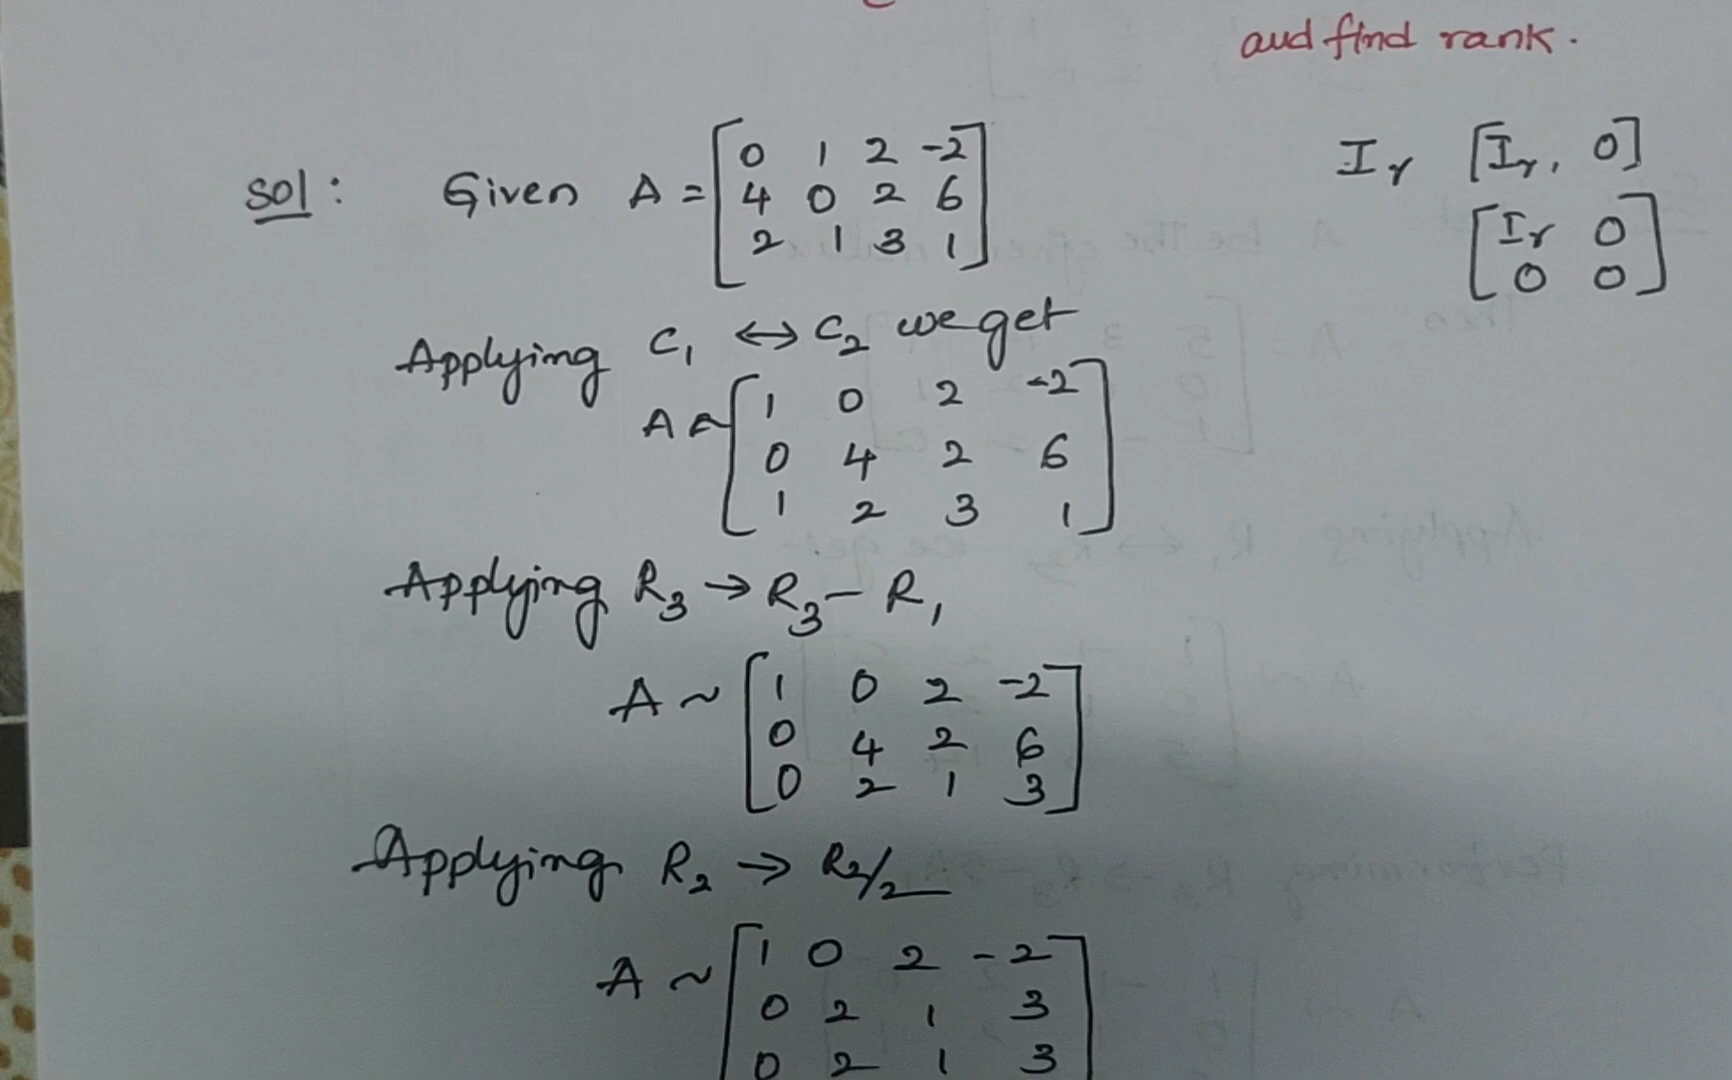 and find rank.
Sol: Given A = [0 1 2 -2
4 0 2 6
2 1 3 1]
Ir [Ir, 0]
[Ir 0
0 0]
Applying C1 ↔ C2 we get
A ~ [1 0 2 -2
0 4 2 6
1 2 3 1]
Applying R3 → R3 - R1
A ~ [1 0 2 -2
0 4 2 6
0 2 1 3]
Applying R2 → R2/2
A ~ [1 0 2 -2
0 2 1 3
0 2 1 3